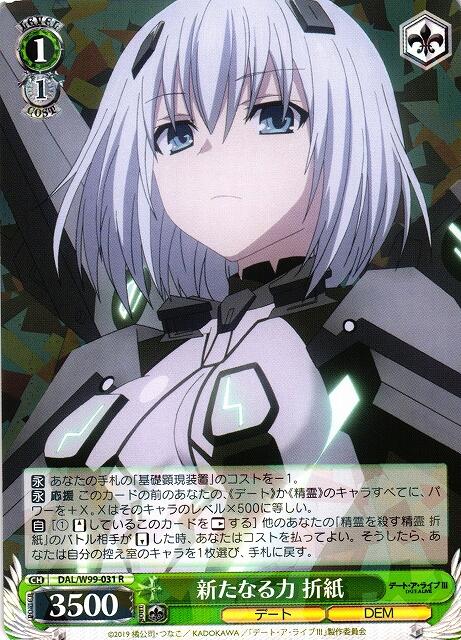 LEVEL
1
1
COST
永 あなたの手札の「基礎顕現装置」のコストを-1。
永 応援 このカードの前のあなたの、《デート》か《精霊》のキャラすべてに、パ
ワーを+X。Xはそのキャラのレベル×500に等しい。
自 [① しているこのカードを する] 他のあなたの「精霊を殺す精霊 折
紙」のバトル相手が した時、あなたはコストを払ってよい。そうしたら、あ
なたは自分の控え室のキャラを1枚選び、手札に戻す。
CH DAL/W99-031 R
POWER
3500
新たなる力 折紙
デート・ア・ライブIII
DATE A LIVE
デート
DEM
©2019 橘公司・つなこ/KADOKAWA/「デート・ア・ライブIII」製作委員会